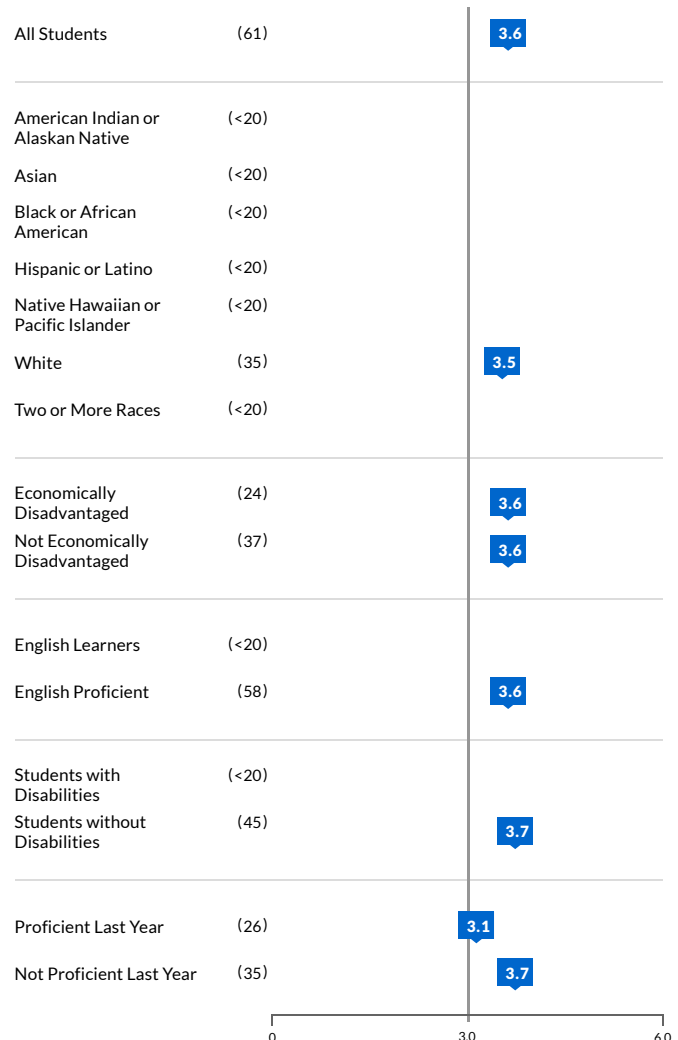 All Students (61) 3.6
American Indian or (<20)
Alaskan Native
Asian (<20)
Black or African (<20)
American
Hispanic or Latino (<20)
Native Hawaiian or (<20)
Pacific Islander
White (35) 3.5
Two or More Races (<20)
Economically (24) 3.6
Disadvantaged
Not Economically (37) 3.6
Disadvantaged
English Learners (<20)
English Proficient (58) 3.6
Students with (<20)
Disabilities
Students without (45) 3.7
Disabilities
Proficient Last Year (26) 3.1
Not Proficient Last Year (35) 3.7
0 3.0 6.0